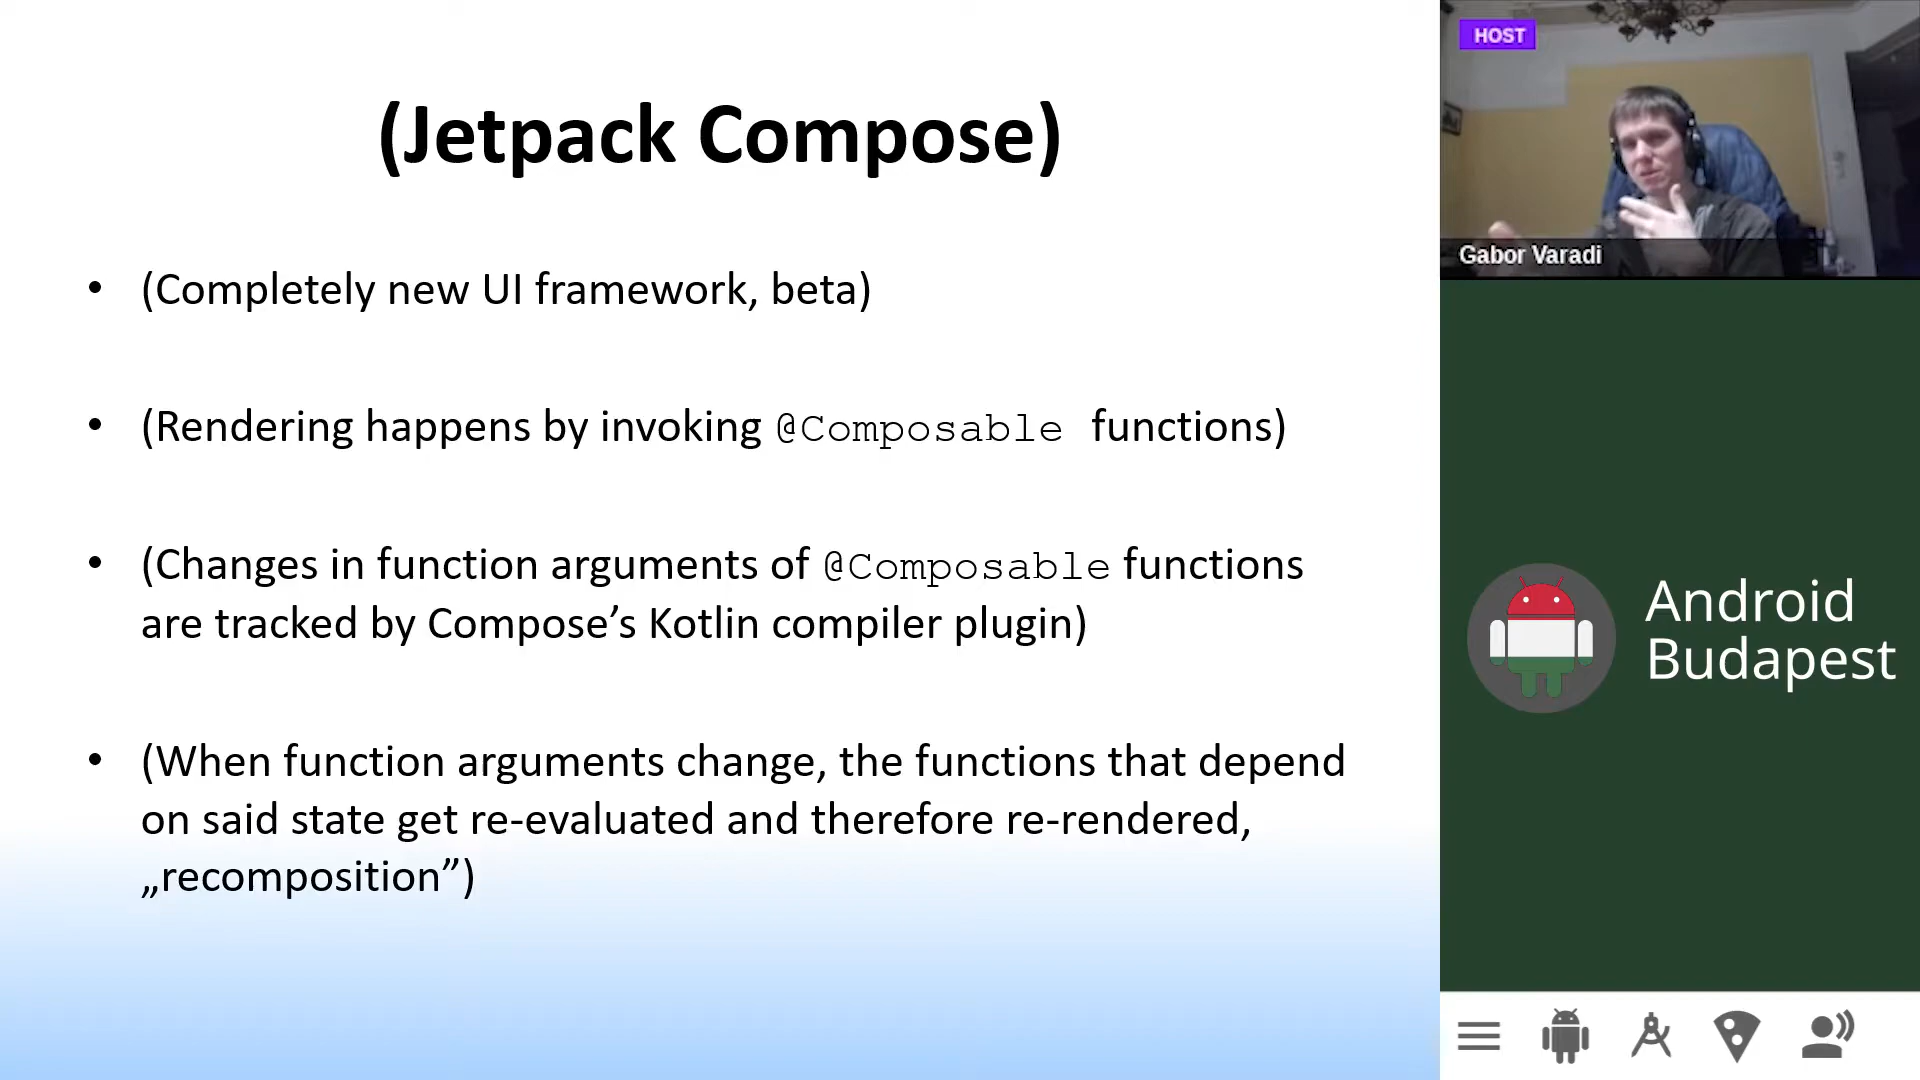 (Jetpack Compose)
• (Completely new UI framework, beta)
• (Rendering happens by invoking @Composable functions)
• (Changes in function arguments of @Composable functions
are tracked by Compose’s Kotlin compiler plugin)
• (When function arguments change, the functions that depend
on said state get re-evaluated and therefore re-rendered,
„recomposition”)
HOST
Gabor Varadi
Android
Budapest